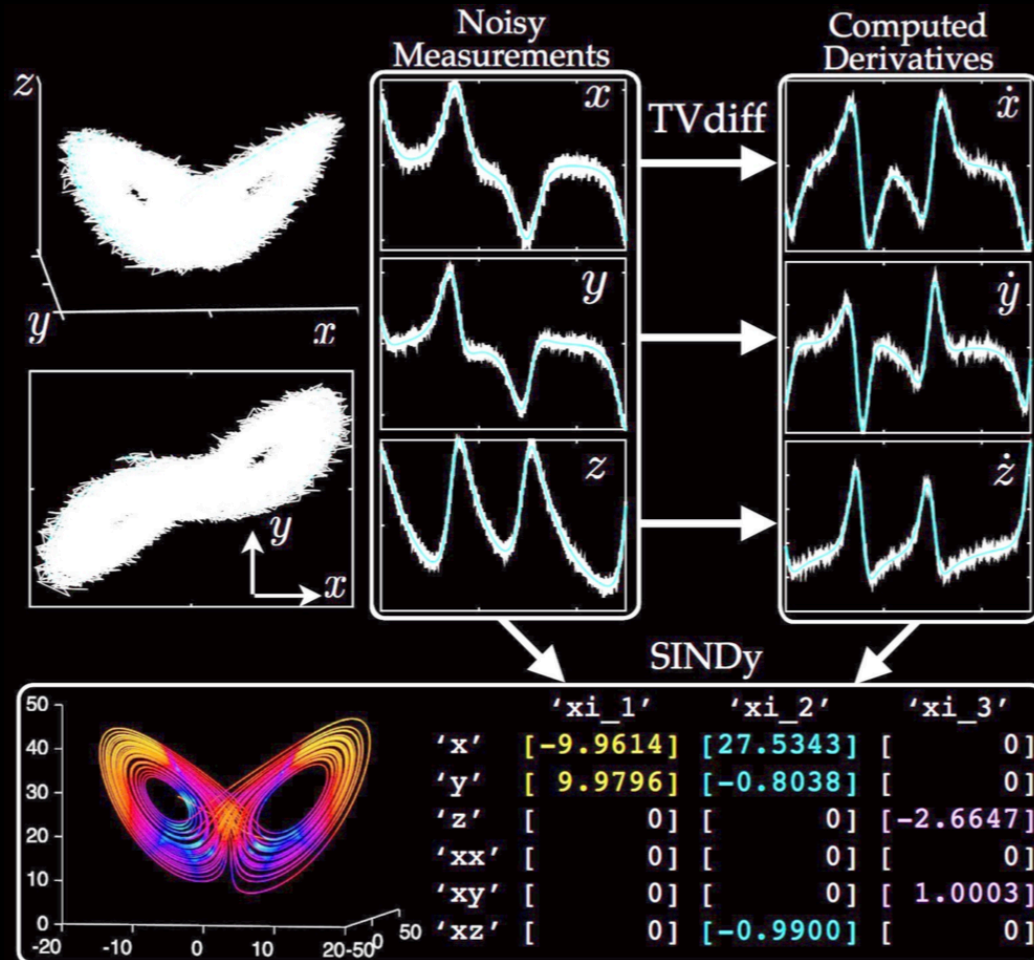 Noisy
Measurements
Computed
Derivatives
z
y
x
y
x
x
y
z
TVdiff
ẋ
ẏ
ż
SINDy
50
40
30
20
10
0
-20
-10
0
10
20
-50
0
50
‘xi_1’ ‘xi_2’ ‘xi_3’
‘x’ [-9.9614] [27.5343] [ 0]
‘y’ [ 9.9796] [-0.8038] [ 0]
‘z’ [ 0] [ 0] [-2.6647]
‘xx’ [ 0] [ 0] [ 0]
‘xy’ [ 0] [ 0] [ 1.0003]
‘xz’ [ 0] [-0.9900] [ 0]